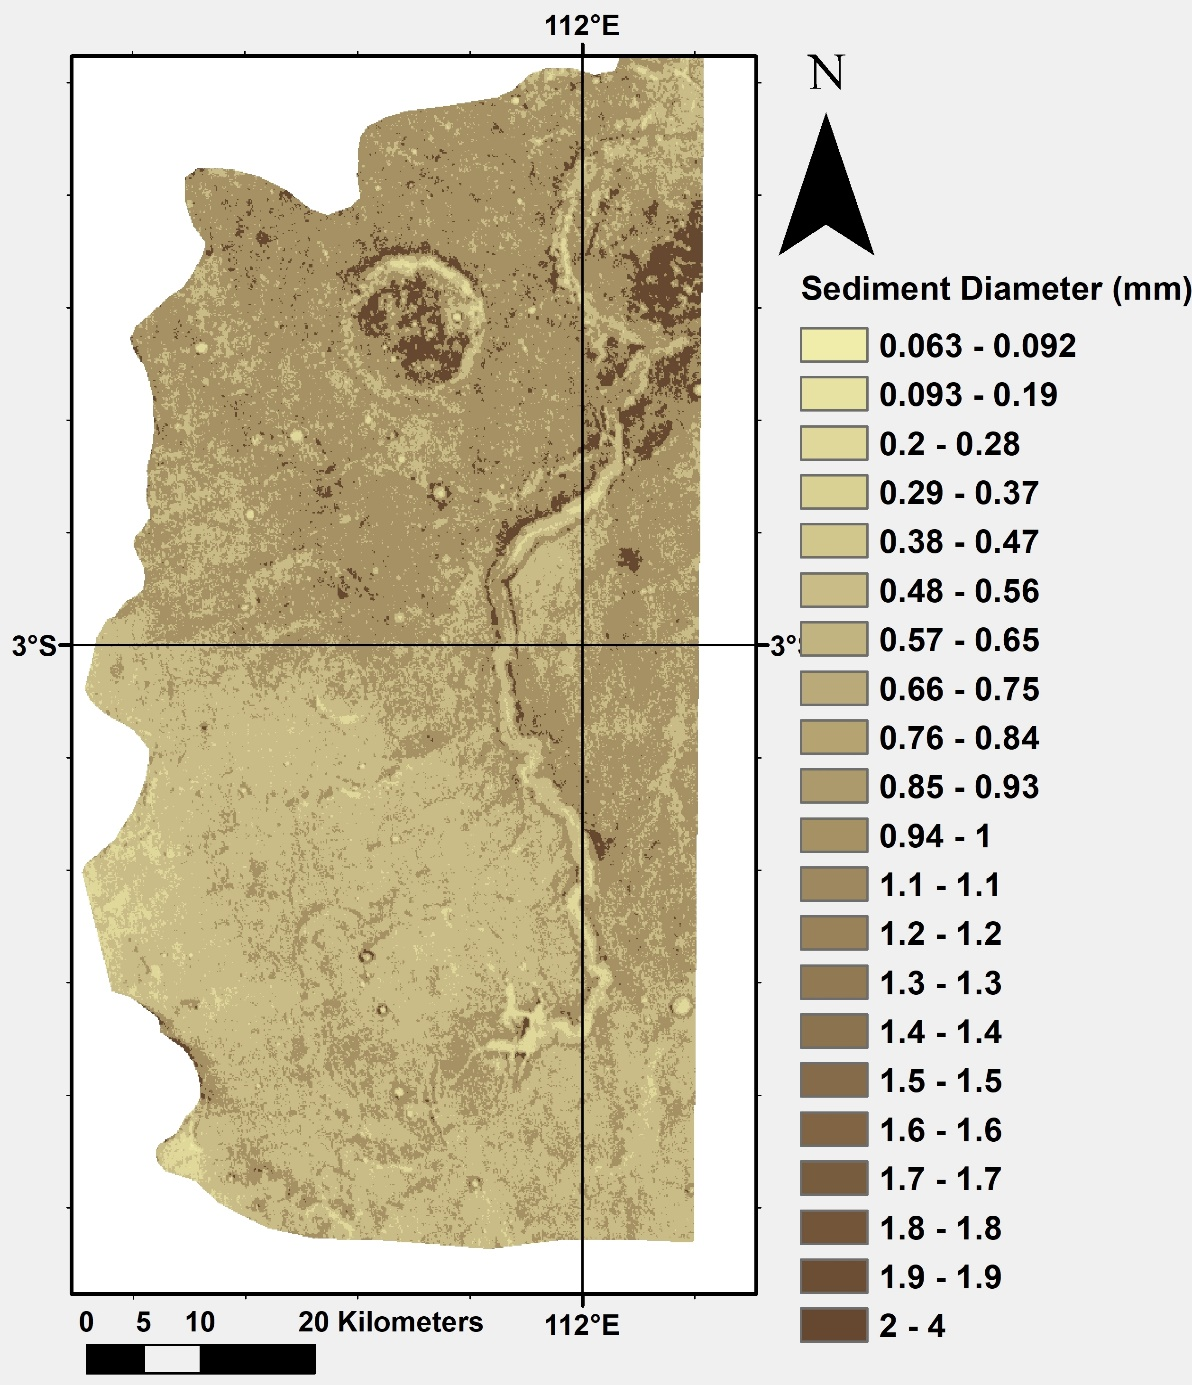 112°E
N
Sediment Diameter (mm)
0.063 - 0.092
0.093 - 0.19
0.2 - 0.28
0.29 - 0.37
0.38 - 0.47
0.48 - 0.56
3°S
3°S
0.57 - 0.65
0.66 - 0.75
0.76 - 0.84
0.85 - 0.93
0.94 - 1
1.1 - 1.1
1.2 - 1.2
1.3 - 1.3
1.4 - 1.4
1.5 - 1.5
1.6 - 1.6
1.7 - 1.7
1.8 - 1.8
1.9 - 1.9
2 - 4
0 5 10 20 Kilometers
112°E